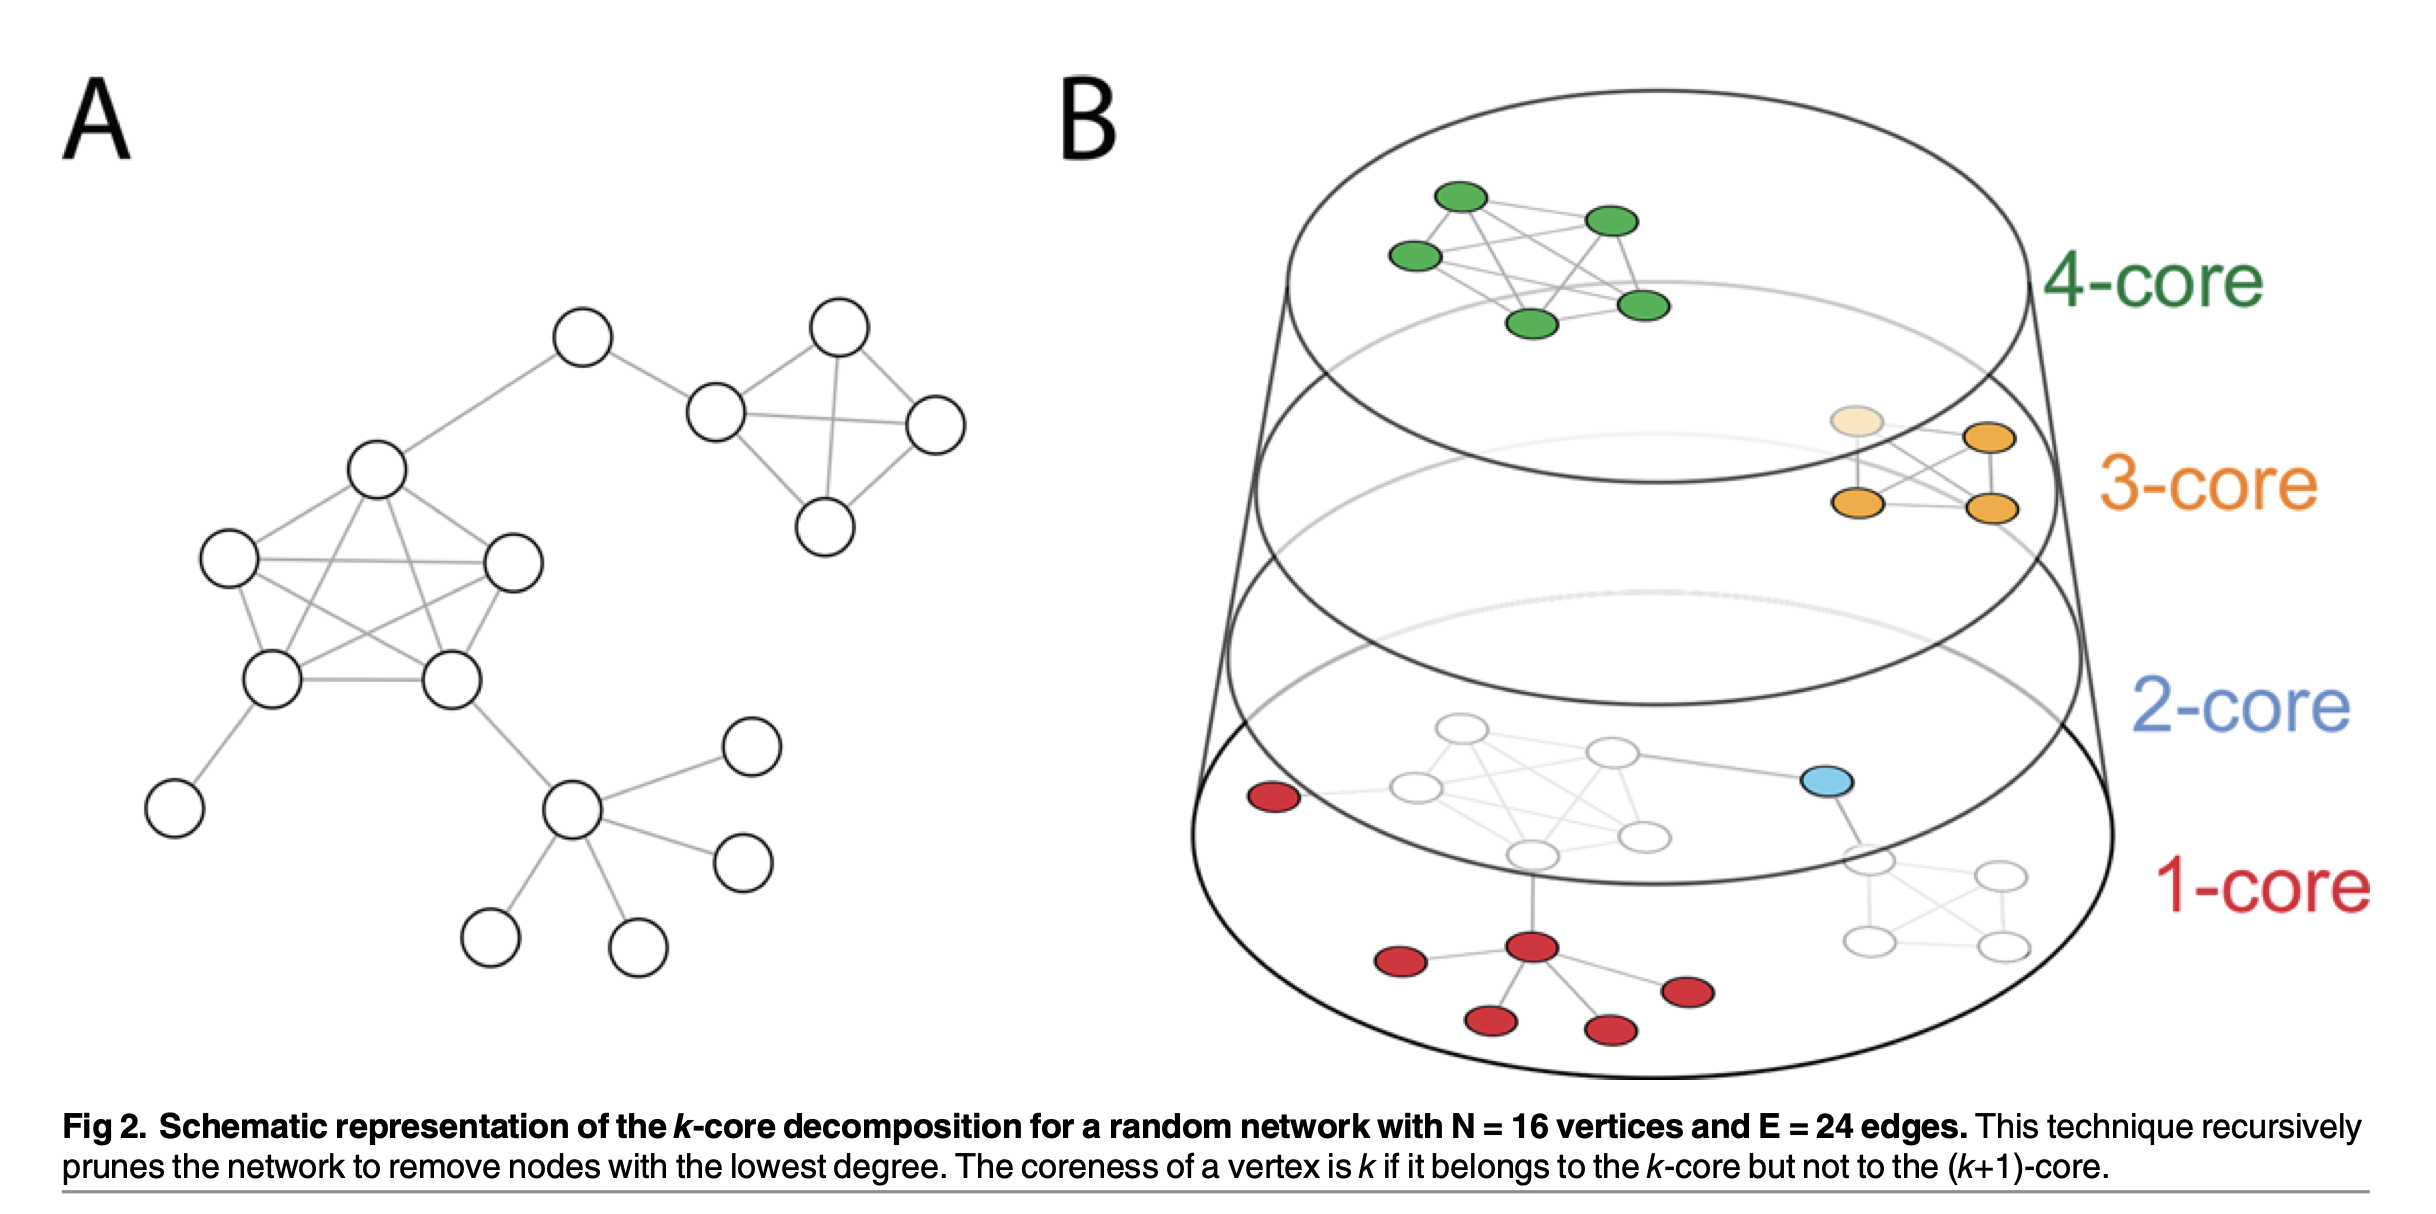 A
B
4-core
3-core
2-core
1-core
Fig 2. Schematic representation of the k-core decomposition for a random network with N = 16 vertices and E = 24 edges. This technique recursively
prunes the network to remove nodes with the lowest degree. The coreness of a vertex is k if it belongs to the k-core but not to the (k+1)-core.